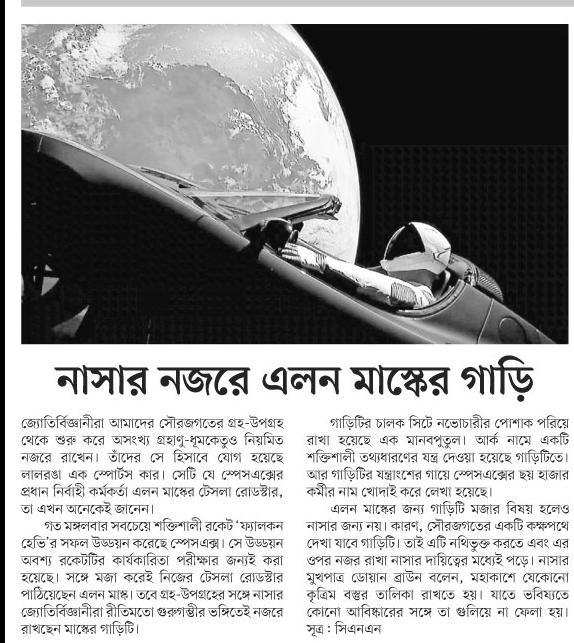 নাসার নজরে এলন মাস্কের গাড়ি
জ্যোতির্বিজ্ঞানীরা আমাদের সৌরজগতের গ্রহ-উপগ্রহ
থেকে শুরু করে অসংখ্য গ্রহাণু-ধূমকেতুও নিয়মিত
নজরে রাখেন। তাঁদের সে হিসাবে যোগ হয়েছে
লালরঙা এক স্পোর্টস কার। সেটি যে স্পেসএক্সের
প্রধান নির্বাহী কর্মকর্তা এলন মাস্কের টেসলা রোডস্টার,
তা এখন অনেকেই জানেন।
গত মঙ্গলবার সবচেয়ে শক্তিশালী রকেট ‘ফ্যালকন
হেভি’র সফল উড্ডয়ন করেছে স্পেসএক্স। সে উড্ডয়ন
অবশ্য রকেটটির কার্যকারিতা পরীক্ষার জন্যই করা
হয়েছে। সঙ্গে মজা করেই নিজের টেসলা রোডস্টার
পাঠিয়েছেন এলন মাস্ক। তবে গ্রহ-উপগ্রহের সঙ্গে নাসার
জ্যোতির্বিজ্ঞানীরা রীতিমতো গুরুগম্ভীর ভঙ্গিতেই নজরে
রাখছেন মাস্কের গাড়িটি।
গাড়িটির চালক সিটে নভোচারীর পোশাক পরিয়ে
রাখা হয়েছে এক মানবপুতুল। আর্ক নামে একটি
শক্তিশালী তথ্যধারণের যন্ত্র দেওয়া হয়েছে গাড়িটিতে।
আর গাড়িটির যন্ত্রাংশের গায়ে স্পেসএক্সের ছয় হাজার
কর্মীর নাম খোদাই করে লেখা হয়েছে।
এলন মাস্কের জন্য গাড়িটি মজার বিষয় হলেও
নাসার জন্য নয়। কারণ, সৌরজগতের একটি কক্ষপথে
দেখা যাবে গাড়িটি। তাই এটি নথিভুক্ত করতে এবং এর
ওপর নজর রাখা নাসার দায়িত্বের মধ্যেই পড়ে। নাসার
মুখপাত্র ডোয়ান ব্রাউন বলেন, মহাকাশে যেকোনো
কৃত্রিম বস্তুর তালিকা রাখতে হয়। যাতে ভবিষ্যতে
কোনো আবিষ্কারের সঙ্গে তা গুলিয়ে না ফেলা হয়।
সূত্র : সিএনএন